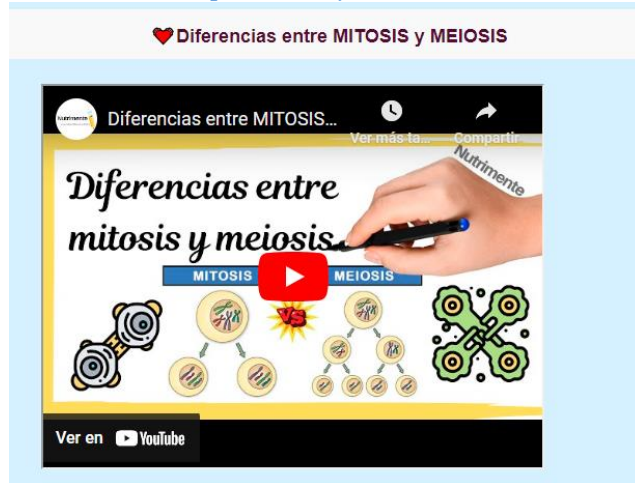 Diferencias entre MITOSIS y MEIOSIS
Nutrimente
Diferencias entre MITOSIS...
Ver más ta...
Compartir
Nutrimente
Diferencias entre
mitosis y meiosis
MITOSIS
MEIOSIS
VS
Ver en YouTube